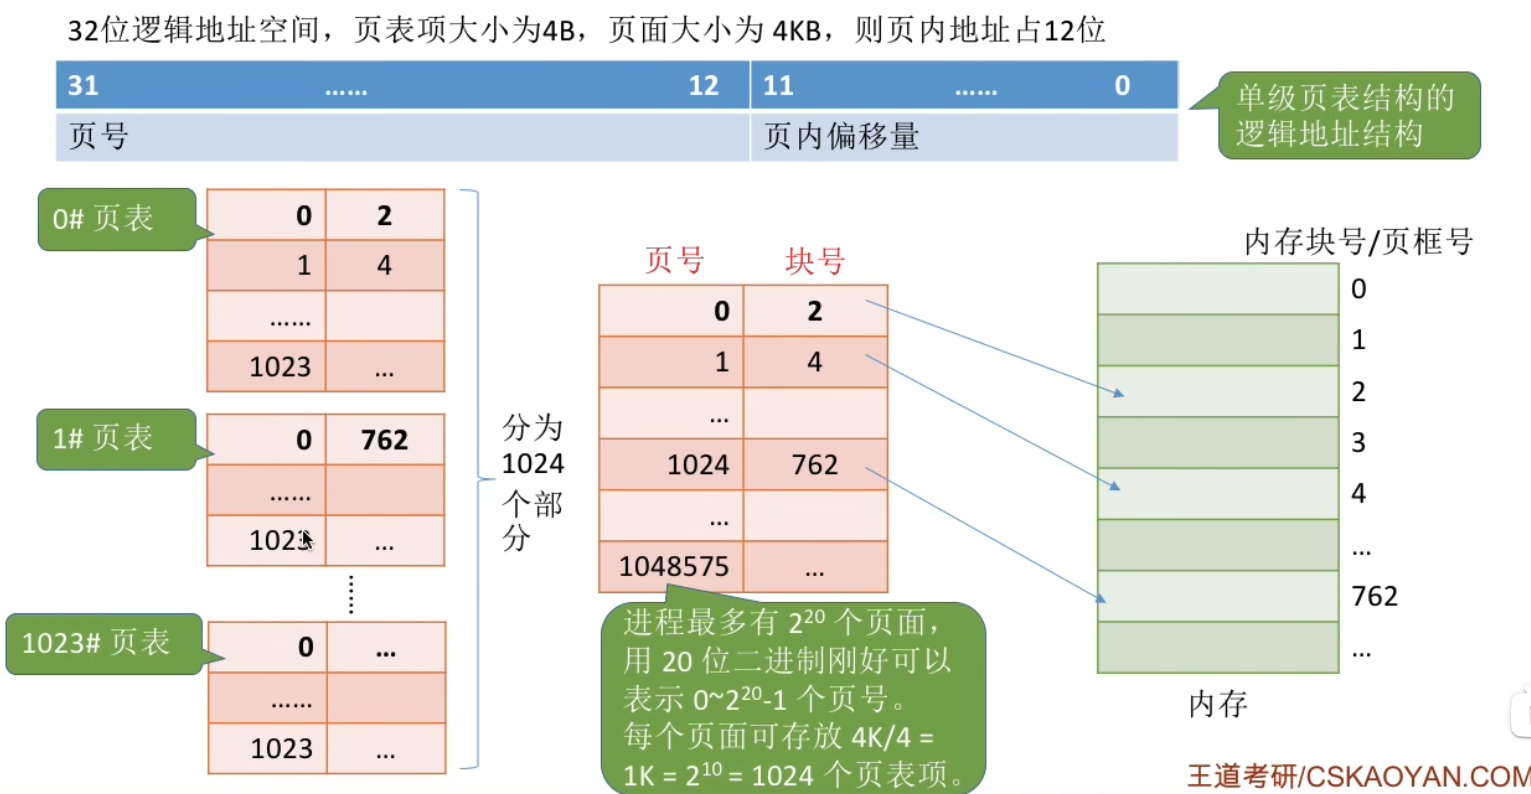 32位逻辑地址空间，页表项大小为4B，页面大小为 4KB，则页内地址占12位
31 …… 12 11 …… 0
页号 页内偏移量
单级页表结构的
逻辑地址结构
0# 页表
0 2
1 4
……
1023 ...
1# 页表
0 762
……
1023 ...
1023# 页表
0 ...
……
1023 ...
分为
1024
个部
分
页号 块号
0 2
1 4
...
1024 762
...
1048575 ...
进程最多有 2²⁰ 个页面，
用 20 位二进制刚好可以
表示 0~2²⁰-1 个页号。
每个页面可存放 4K/4 =
1K = 2¹⁰ = 1024 个页表项。
内存块号/页框号
0
1
2
3
4
...
762
...
内存
王道考研/CSKAOYAN.COM